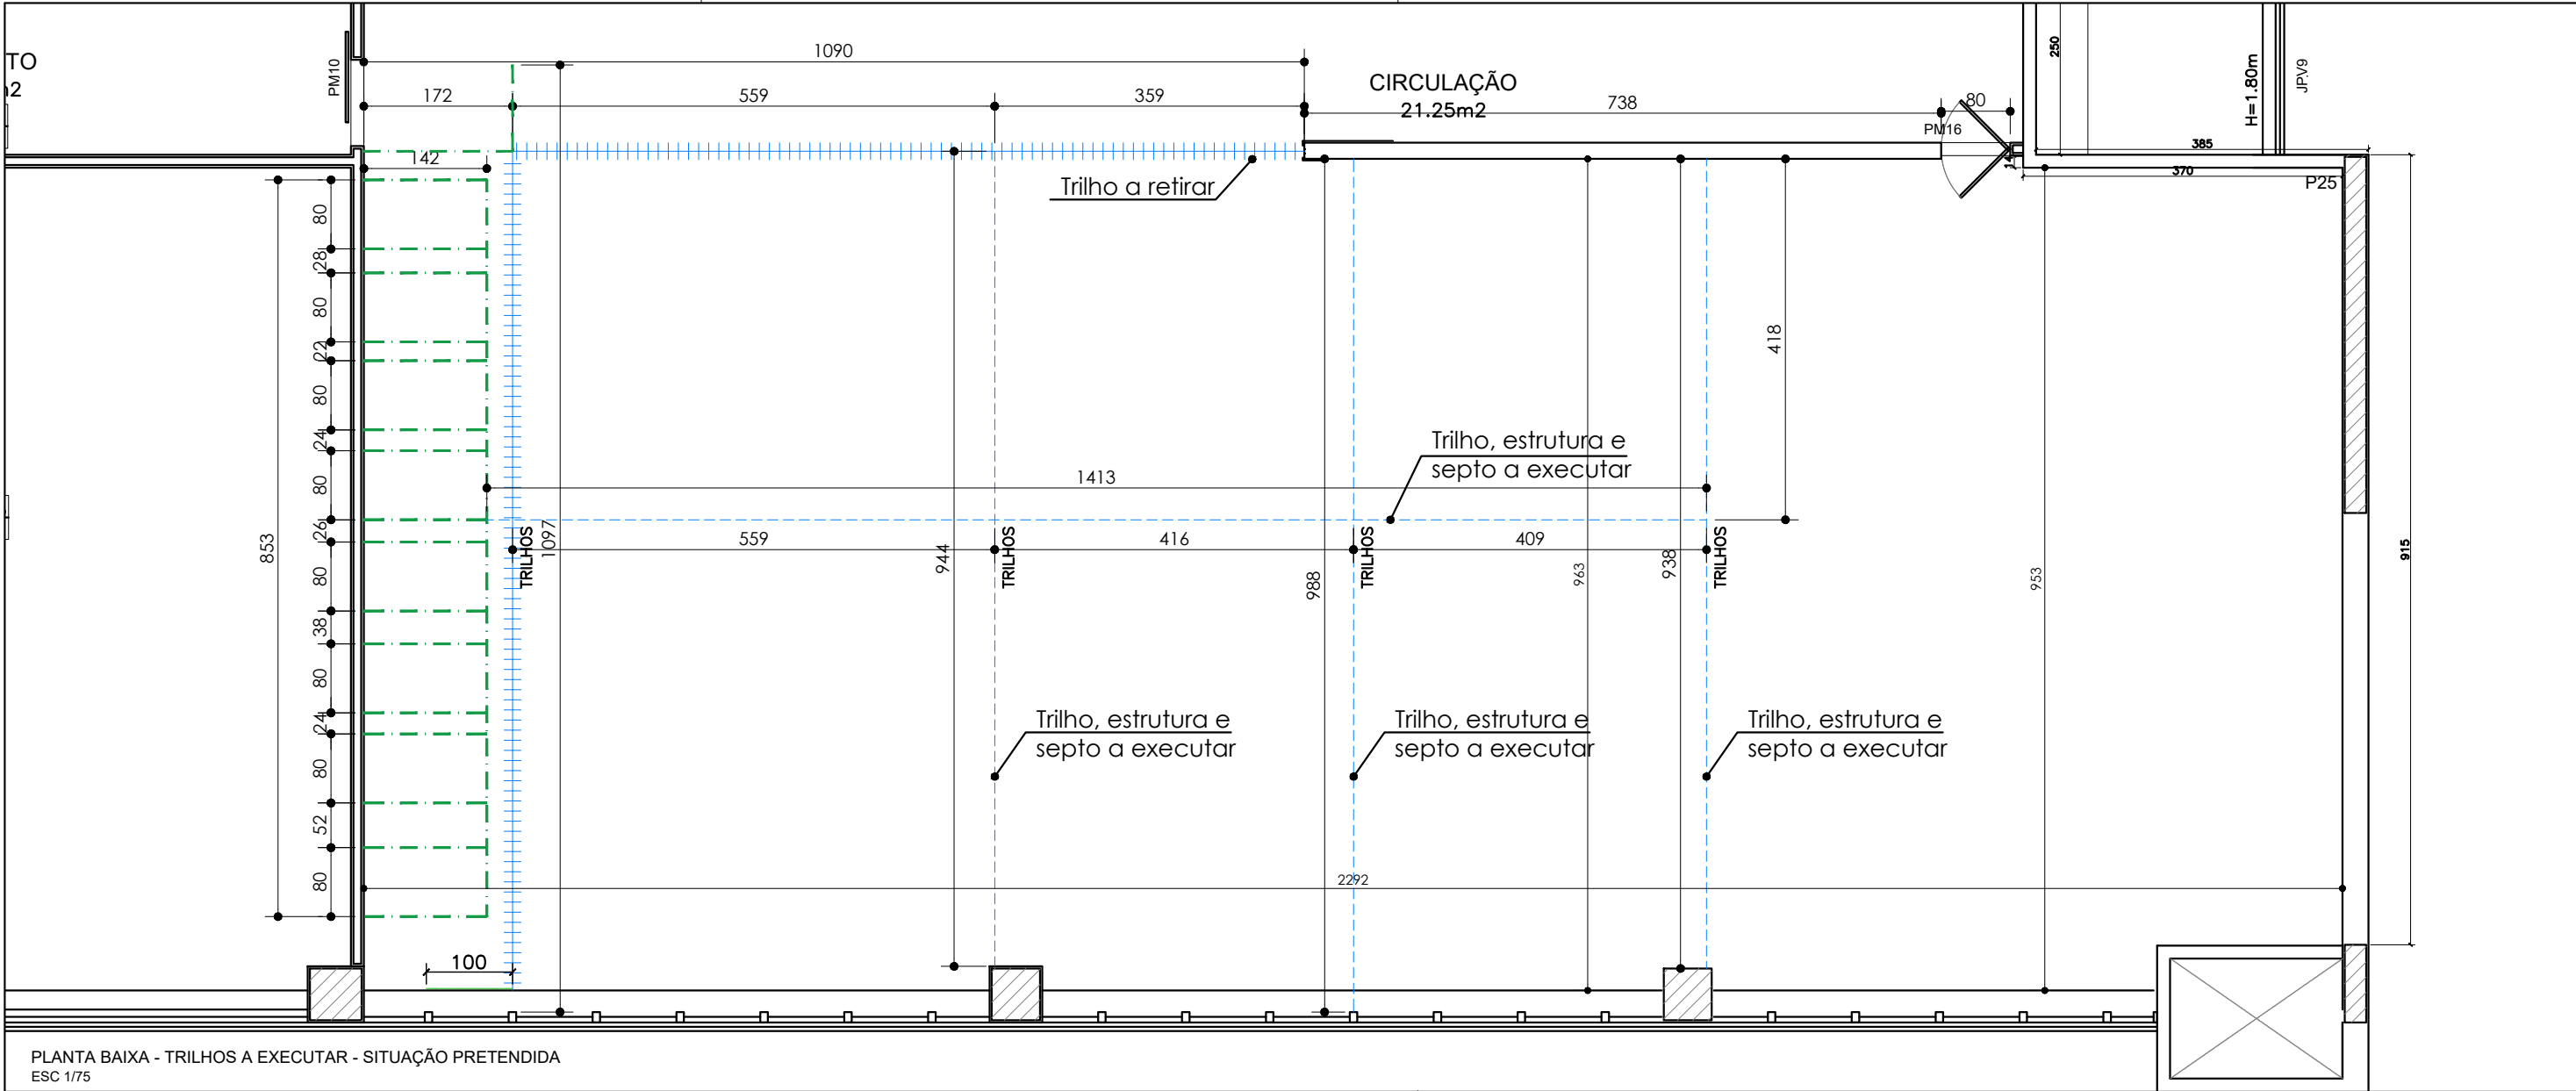 TO
PM10
1090
172
559
359
CIRCULAÇÃO
21.25m2
738
80
PM16
14
250
H=1.80m
JPV9
385
370
P25
142
Trilho a retirar
80
28
80
22
80
24
80
26
80
38
80
24
80
52
80
853
1097
944
988
963
938
418
953
915
Trilho, estrutura e
septo a executar
1413
559
416
409
TRILHOS
TRILHOS
TRILHOS
TRILHOS
Trilho, estrutura e
septo a executar
Trilho, estrutura e
septo a executar
Trilho, estrutura e
septo a executar
2292
100
PLANTA BAIXA - TRILHOS A EXECUTAR - SITUAÇÃO PRETENDIDA
ESC 1/75